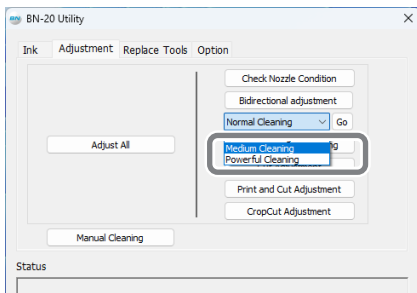 BN-20 Utility
Ink Adjustment Replace Tools Option
Check Nozzle Condition
Bidirectional adjustment
Normal Cleaning Go
Adjust All
Medium Cleaning
Powerful Cleaning
Print and Cut Adjustment
CropCut Adjustment
Manual Cleaning
Status